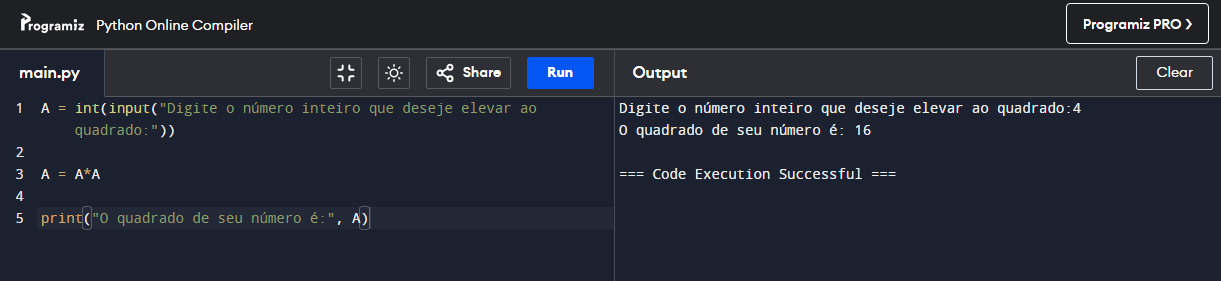 Programiz Python Online Compiler
Programiz PRO >
main.py
Share
Run
Output
Clear
1 A = int(input("Digite o número inteiro que deseje elevar ao
quadrado:"))
2
3 A = A*A
4
5 print("O quadrado de seu número é:", A)
Digite o número inteiro que deseje elevar ao quadrado:4
O quadrado de seu número é: 16
=== Code Execution Successful ===